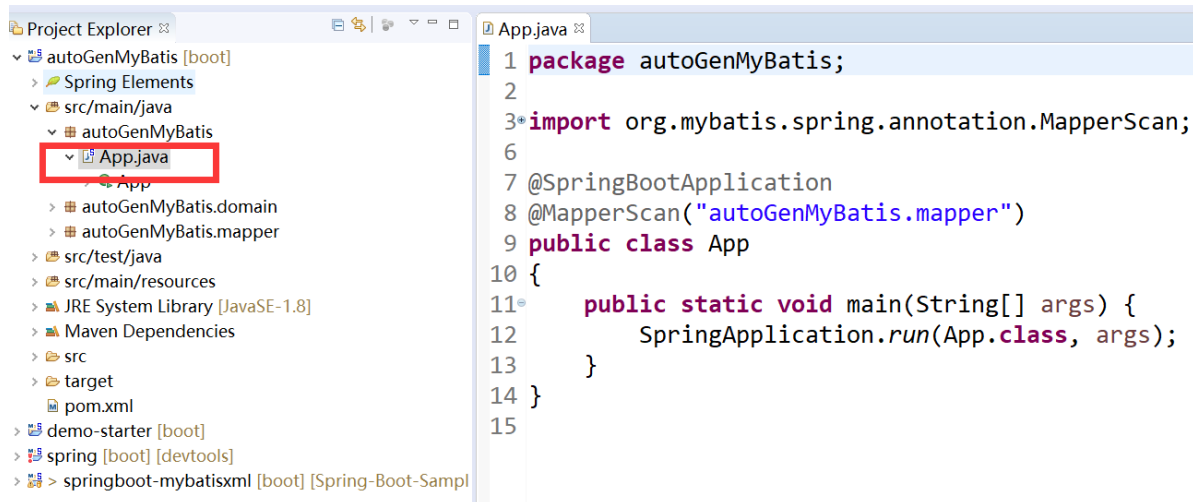 Project Explorer
autoGenMyBatis [boot]
Spring Elements
src/main/java
autoGenMyBatis
App.java
App
autoGenMyBatis.domain
autoGenMyBatis.mapper
src/test/java
src/main/resources
JRE System Library [JavaSE-1.8]
Maven Dependencies
src
target
pom.xml
demo-starter [boot]
spring [boot] [devtools]
> springboot-mybatisxml [boot] [Spring-Boot-Sampl
App.java
1 package autoGenMyBatis;
2
3 import org.mybatis.spring.annotation.MapperScan;
6
7 @SpringBootApplication
8 @MapperScan("autoGenMyBatis.mapper")
9 public class App
10 {
11 public static void main(String[] args) {
12 SpringApplication.run(App.class, args);
13 }
14 }
15